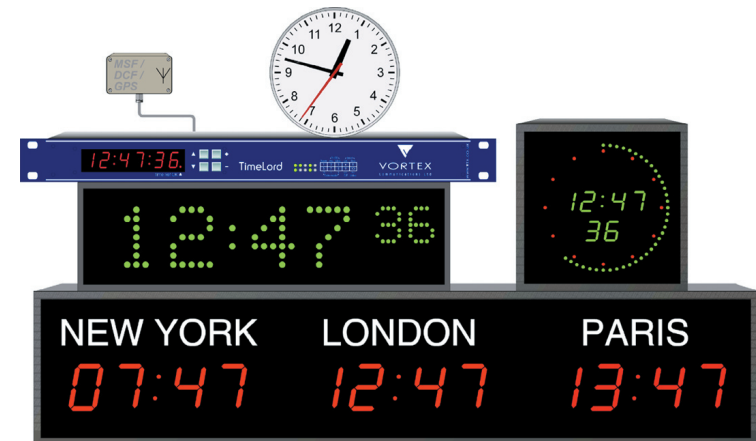 MSF /
DCF /
GPS
12
1
2
3
4
5
6
7
8
9
10
11
12:47:36.
TimeLord
VORTEX
12:47 36
12:47
36
NEW YORK LONDON PARIS
07:47 12:47 13:47